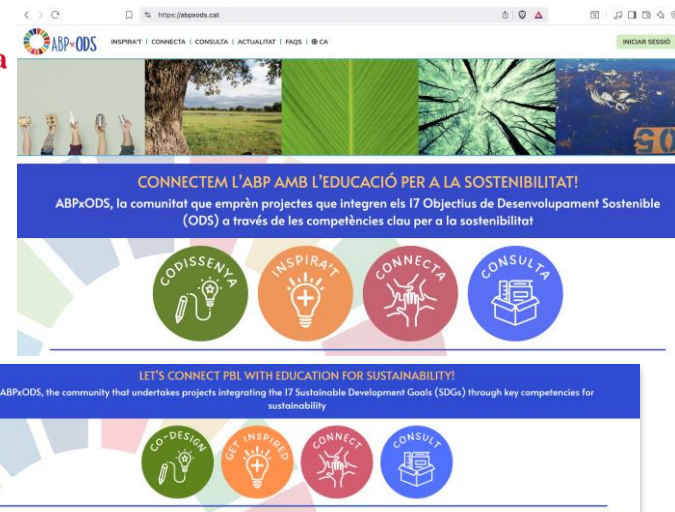 https://abpxods.cat
a
ABP×ODS
INSPIRA'T | CONNECTA | CONSULTA | ACTUALITAT | FAQS | CA
INICIAR SESSIÓ
50
CONNECTEM L'ABP AMB L'EDUCACIÓ PER A LA SOSTENIBILITAT!
ABPxODS, la comunitat que emprèn projectes que integren els 17 Objectius de Desenvolupament Sostenible
(ODS) a través de les competències clau per a la sostenibilitat
CODISSENYA
INSPIRA'T
CONNECTA
CONSULTA
LET'S CONNECT PBL WITH EDUCATION FOR SUSTAINABILITY!
ABPxODS, the community that undertakes projects integrating the 17 Sustainable Development Goals (SDGs) through key competencies for
sustainability
CO-DESIGN
GET INSPIRED
CONNECT
CONSULT